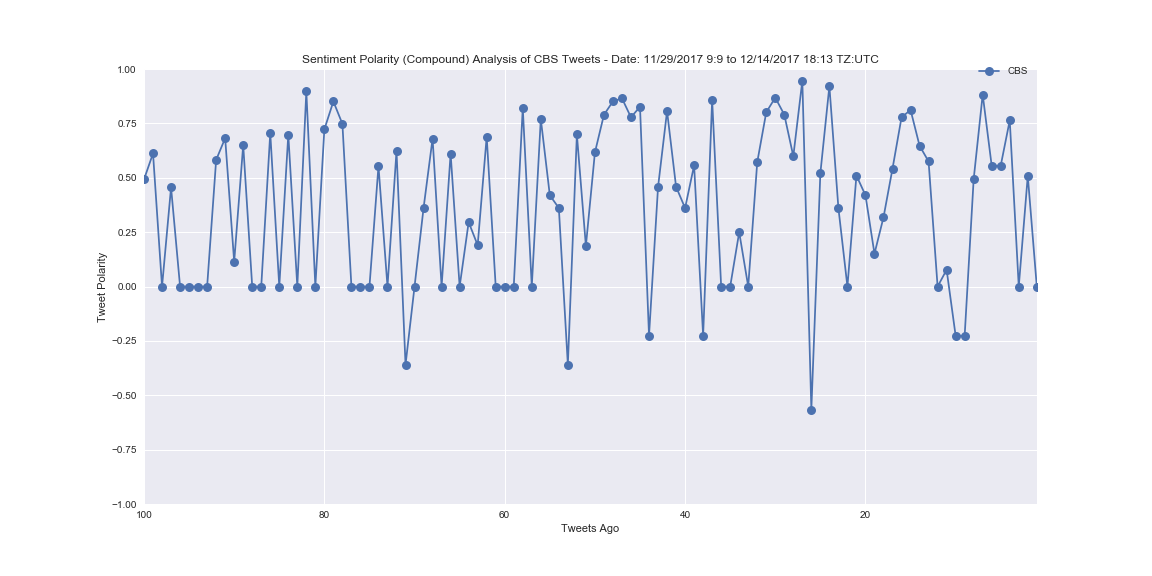 Sentiment Polarity (Compound) Analysis of CBS Tweets - Date: 11/29/2017 9:9 to 12/14/2017 18:13 TZ:UTC
CBS
1.00
0.75
0.50
0.25
0.00
−0.25
−0.50
−0.75
−1.00
Tweet Polarity
100 80 60 40 20
Tweets Ago